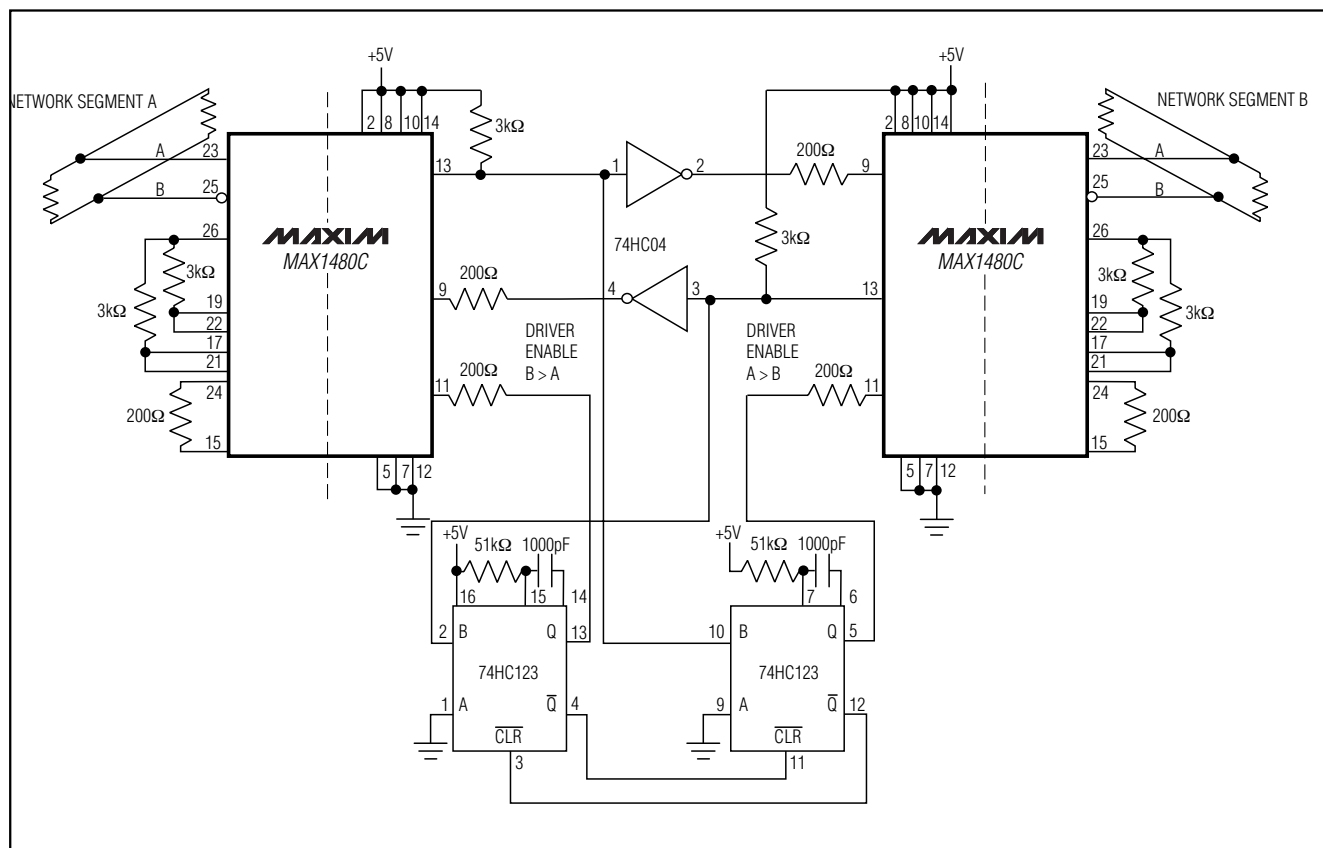 +5V
+5V
NETWORK SEGMENT A
NETWORK SEGMENT B
2 8 10 14
3kΩ
2 8 10 14
A
23
13
1
2
200Ω
9
23
A
B
25
25
B
MAXIM
MAX1480C
74HC04
3kΩ
MAXIM
MAX1480C
26
3kΩ
3kΩ
19
22
17
21
24
200Ω
15
9
200Ω
4
3
13
26
3kΩ
3kΩ
19
22
17
21
24
200Ω
15
DRIVER
ENABLE
B > A
DRIVER
ENABLE
A > B
11
200Ω
200Ω
11
5 7 12
5 7 12
+5V
51kΩ
1000pF
+5V
51kΩ
1000pF
16
15
14
7
6
2
B
Q
13
10
B
Q
5
74HC123
74HC123
1
A
Q
4
9
A
Q
12
CLR
CLR
3
11